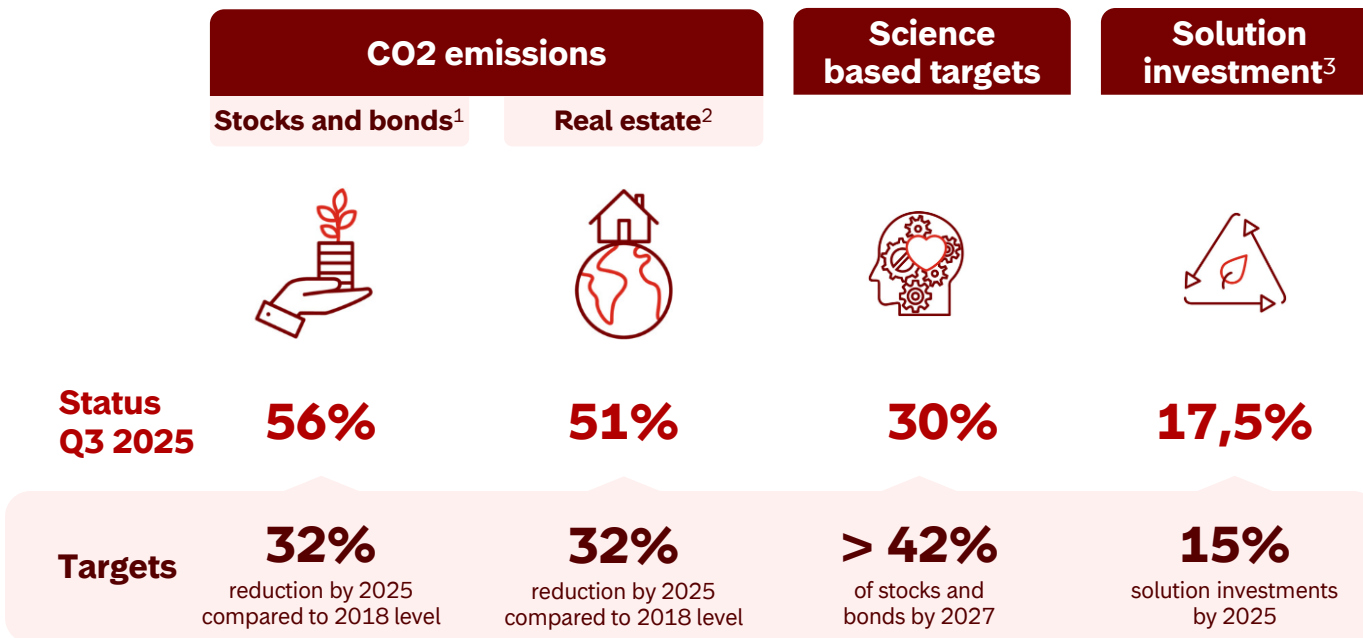 CO2 emissions
Science
based targets
Solution
investment3
Stocks and bonds1
Real estate2
Status
Q3 2025
56%
51%
30%
17,5%
Targets
32%
reduction by 2025
compared to 2018 level
32%
reduction by 2025
compared to 2018 level
> 42%
of stocks and
bonds by 2027
15%
solution investments
by 2025